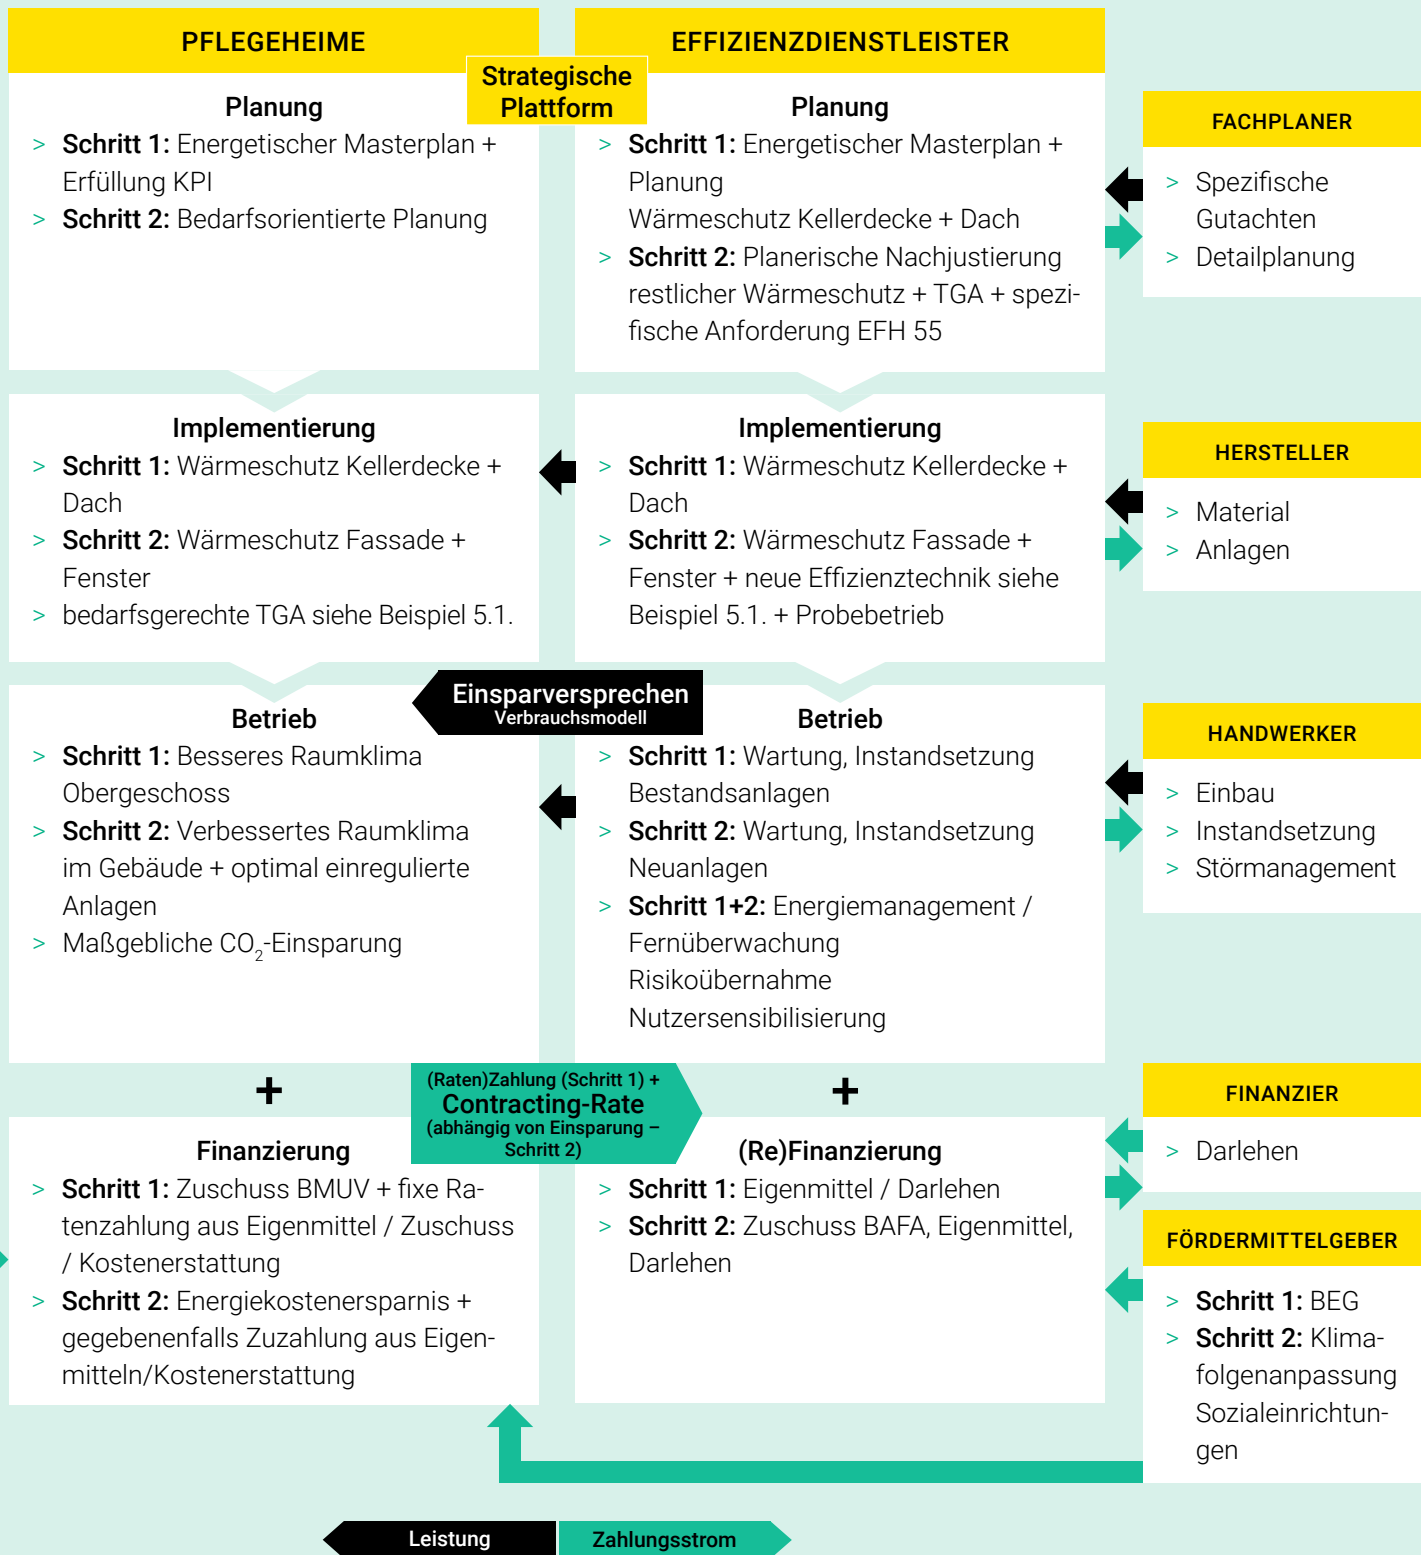 PFLEGEHEIME
EFFIZIENZDIENSTLEISTER
Strategische
Plattform
Planung
> Schritt 1: Energetischer Masterplan +
Erfüllung KPI
> Schritt 2: Bedarfsorientierte Planung
Planung
> Schritt 1: Energetischer Masterplan +
Planung
Wärmeschutz Kellerdecke + Dach
> Schritt 2: Planerische Nachjustierung
restlicher Wärmeschutz + TGA + spezi-
fische Anforderung EFH 55
FACHPLANER
> Spezifische
Gutachten
> Detailplanung
Implementierung
> Schritt 1: Wärmeschutz Kellerdecke +
Dach
> Schritt 2: Wärmeschutz Fassade +
Fenster
> bedarfsgerechte TGA siehe Beispiel 5.1.
Implementierung
> Schritt 1: Wärmeschutz Kellerdecke +
Dach
> Schritt 2: Wärmeschutz Fassade +
Fenster + neue Effizienztechnik siehe
Beispiel 5.1. + Probebetrieb
HERSTELLER
> Material
> Anlagen
Einsparversprechen
Verbrauchsmodell
Betrieb
> Schritt 1: Besseres Raumklima
Obergeschoss
> Schritt 2: Verbessertes Raumklima
im Gebäude + optimal einregulierte
Anlagen
> Maßgebliche CO₂-Einsparung
Betrieb
> Schritt 1: Wartung, Instandsetzung
Bestandsanlagen
> Schritt 2: Wartung, Instandsetzung
Neuanlagen
> Schritt 1+2: Energiemanagement /
Fernüberwachung
Risikoübernahme
Nutzersensibilisierung
HANDWERKER
> Einbau
> Instandsetzung
> Störmanagement
+
(Raten)Zahlung (Schritt 1) +
Contracting-Rate
(abhängig von Einsparung –
Schritt 2)
+
Finanzierung
> Schritt 1: Zuschuss BMUV + fixe Ra-
tenzahlung aus Eigenmittel / Zuschuss
/ Kostenerstattung
> Schritt 2: Energiekostenersparnis +
gegebenenfalls Zuzahlung aus Eigen-
mitteln/Kostenerstattung
(Re)Finanzierung
> Schritt 1: Eigenmittel / Darlehen
> Schritt 2: Zuschuss BAFA, Eigenmittel,
Darlehen
FINANZIER
> Darlehen
FÖRDERMITTELGEBER
> Schritt 1: BEG
> Schritt 2: Klima-
folgenanpassung
Sozialeinrichtun-
gen
Leistung
Zahlungsstrom